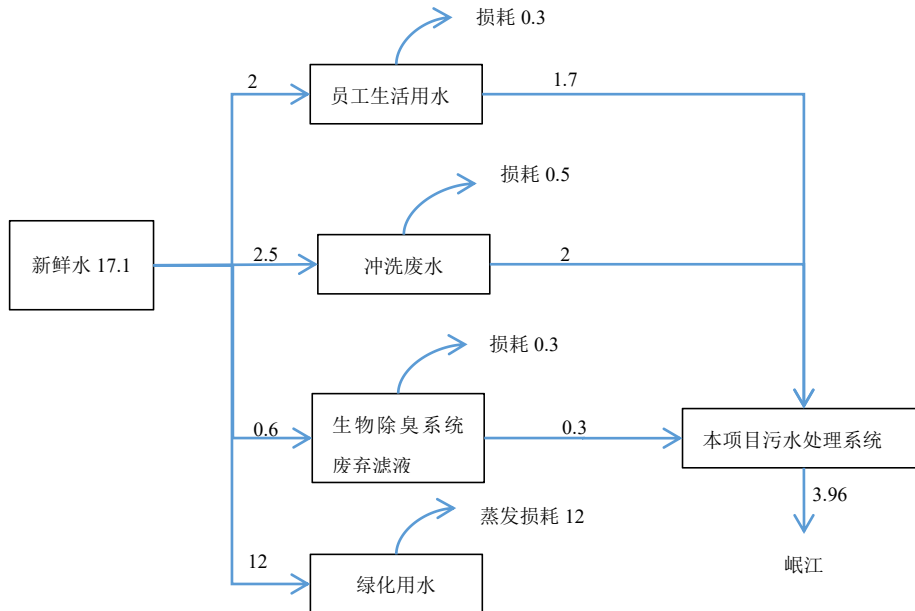 损耗 0.3
2
员工生活用水
1.7
损耗 0.5
新鲜水 17.1
2.5
冲洗废水
2
损耗 0.3
0.6
生物除臭系统
废弃滤液
0.3
本项目污水处理系统
3.96
蒸发损耗 12
12
绿化用水
岷江